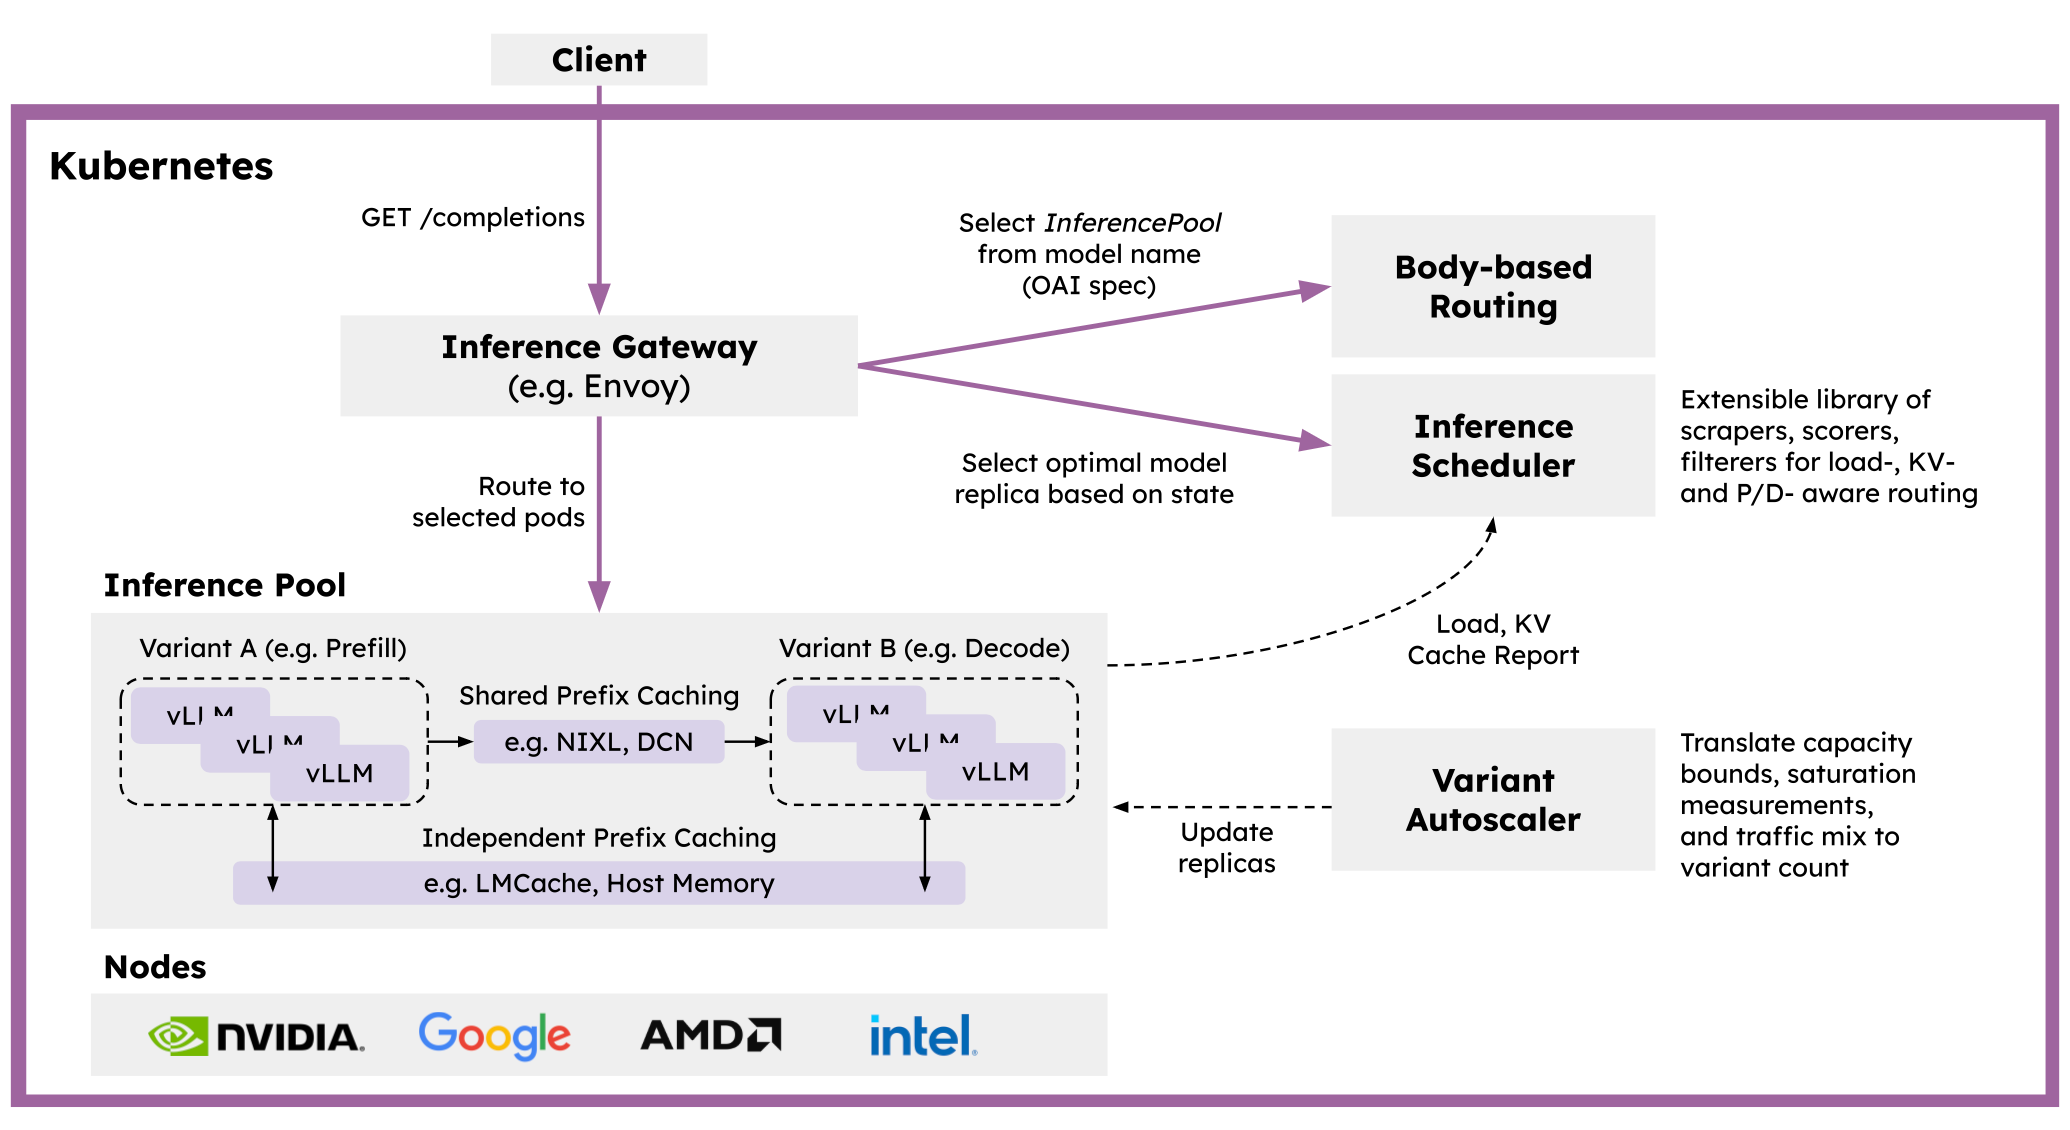 Client
Kubernetes
GET /completions
Select InferencePool
from model name
(OAI spec)
Body-based
Routing
Inference Gateway
(e.g. Envoy)
Inference
Scheduler
Extensible library of
scrapers, scorers,
filterers for load-, KV-
and P/D- aware routing
Select optimal model
replica based on state
Route to
selected pods
Inference Pool
Variant A (e.g. Prefill)
Variant B (e.g. Decode)
Load, KV
Cache Report
Shared Prefix Caching
vLLM
vLLM
vLLM
e.g. NIXL, DCN
vLLM
vLLM
vLLM
Independent Prefix Caching
e.g. LMCache, Host Memory
Update
replicas
Variant
Autoscaler
Translate capacity
bounds, saturation
measurements,
and traffic mix to
variant count
Nodes
NVIDIA
Google
AMD
intel